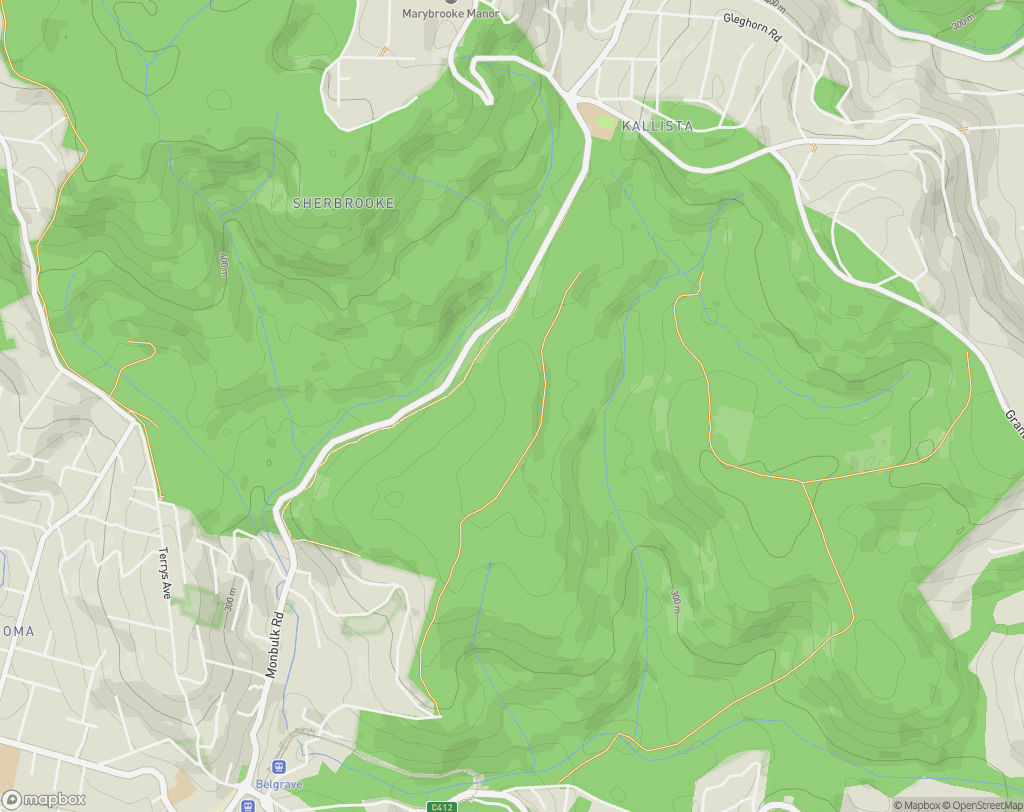 Marybrooke Manor
Gleghorn Rd
300 m
KALLISTA
SHERBROOKE
400 m
Terrys Ave
300 m
300 m
OMA
Monbulk Rd
Belgrave
C412
mapbox
© Mapbox © OpenStreetMap